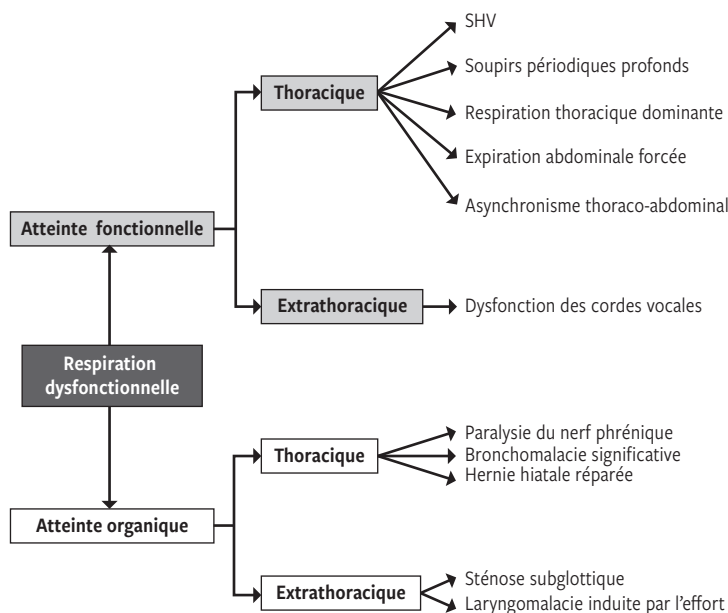 SHV
Soupirs périodiques profonds
Thoracique
Respiration thoracique dominante
Expiration abdominale forcée
Asynchronisme thoraco-abdominal
Atteinte fonctionnelle
Extrathoracique
Dysfonction des cordes vocales
Respiration
dysfonctionnelle
Paralysie du nerf phrénique
Thoracique
Bronchomalacie significative
Hernie hiatale réparée
Atteinte organique
Sténose subglottique
Extrathoracique
Laryngomalacie induite par l'effort